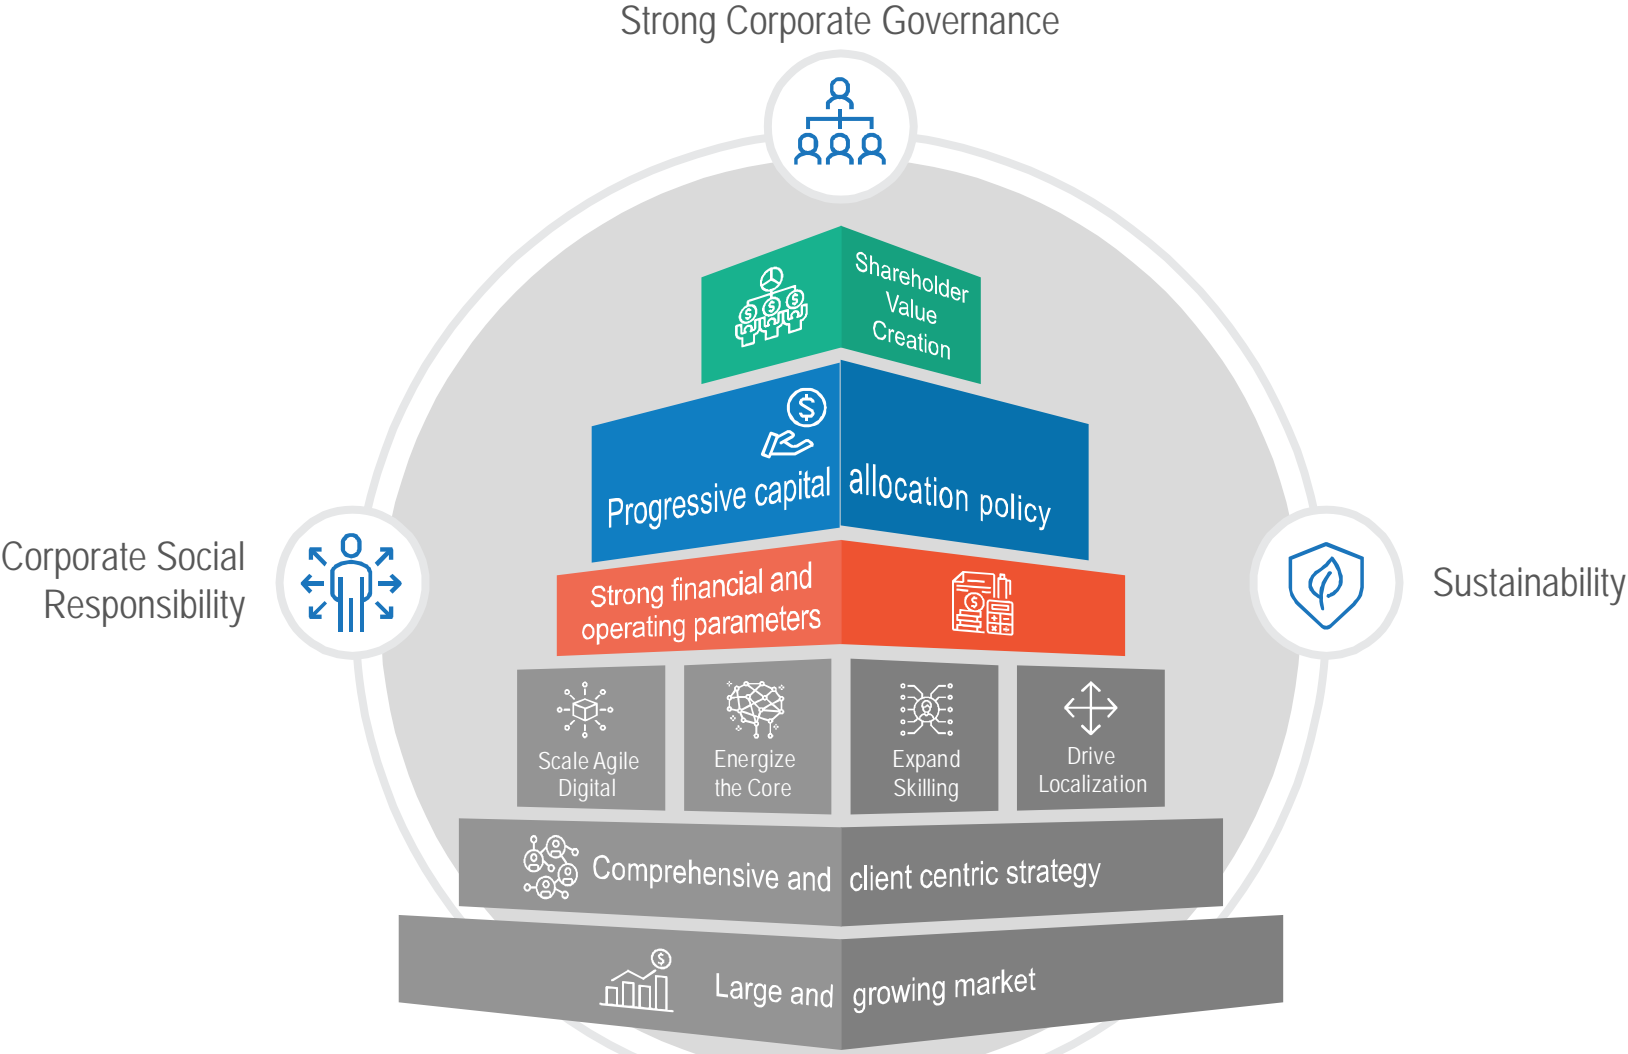 Strong Corporate Governance
Shareholder
Value
Creation
Progressive capital allocation policy
Corporate Social
Responsibility
Sustainability
Strong financial and
operating parameters
Scale Agile
Digital
Energize
the Core
Expand
Skilling
Drive
Localization
Comprehensive and client centric strategy
Large and growing market